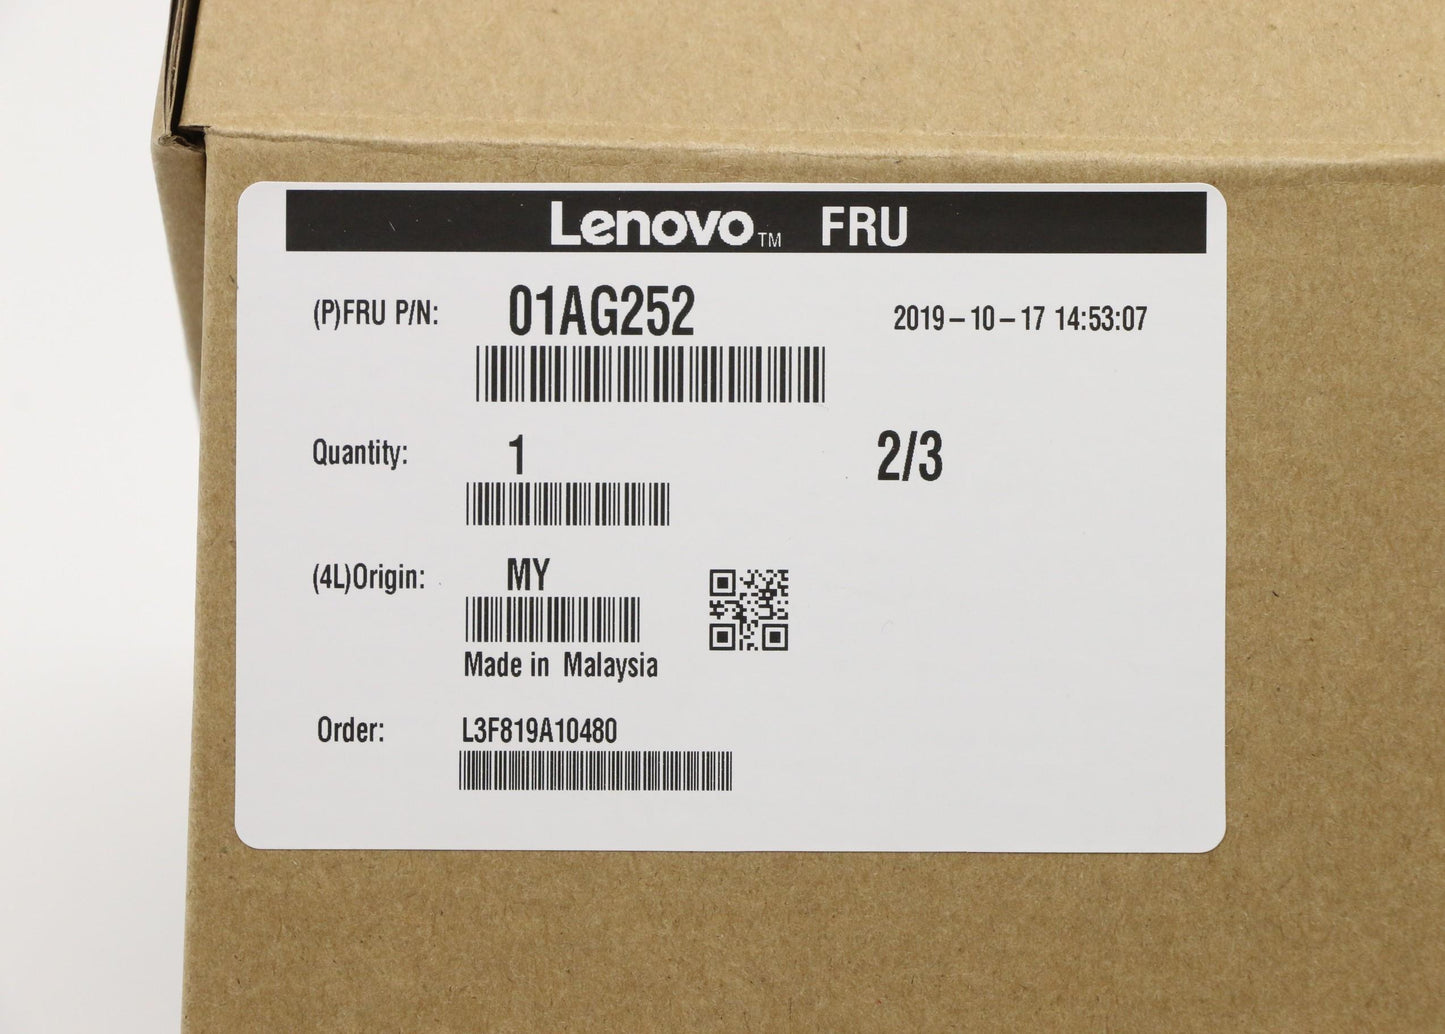 Lenovo™ FRU
(P)FRU P/N: 01AG252 2019-10-17 14:53:07
Quantity: 1 2/3
(4L)Origin: MY
Made in Malaysia
Order: L3F819A10480